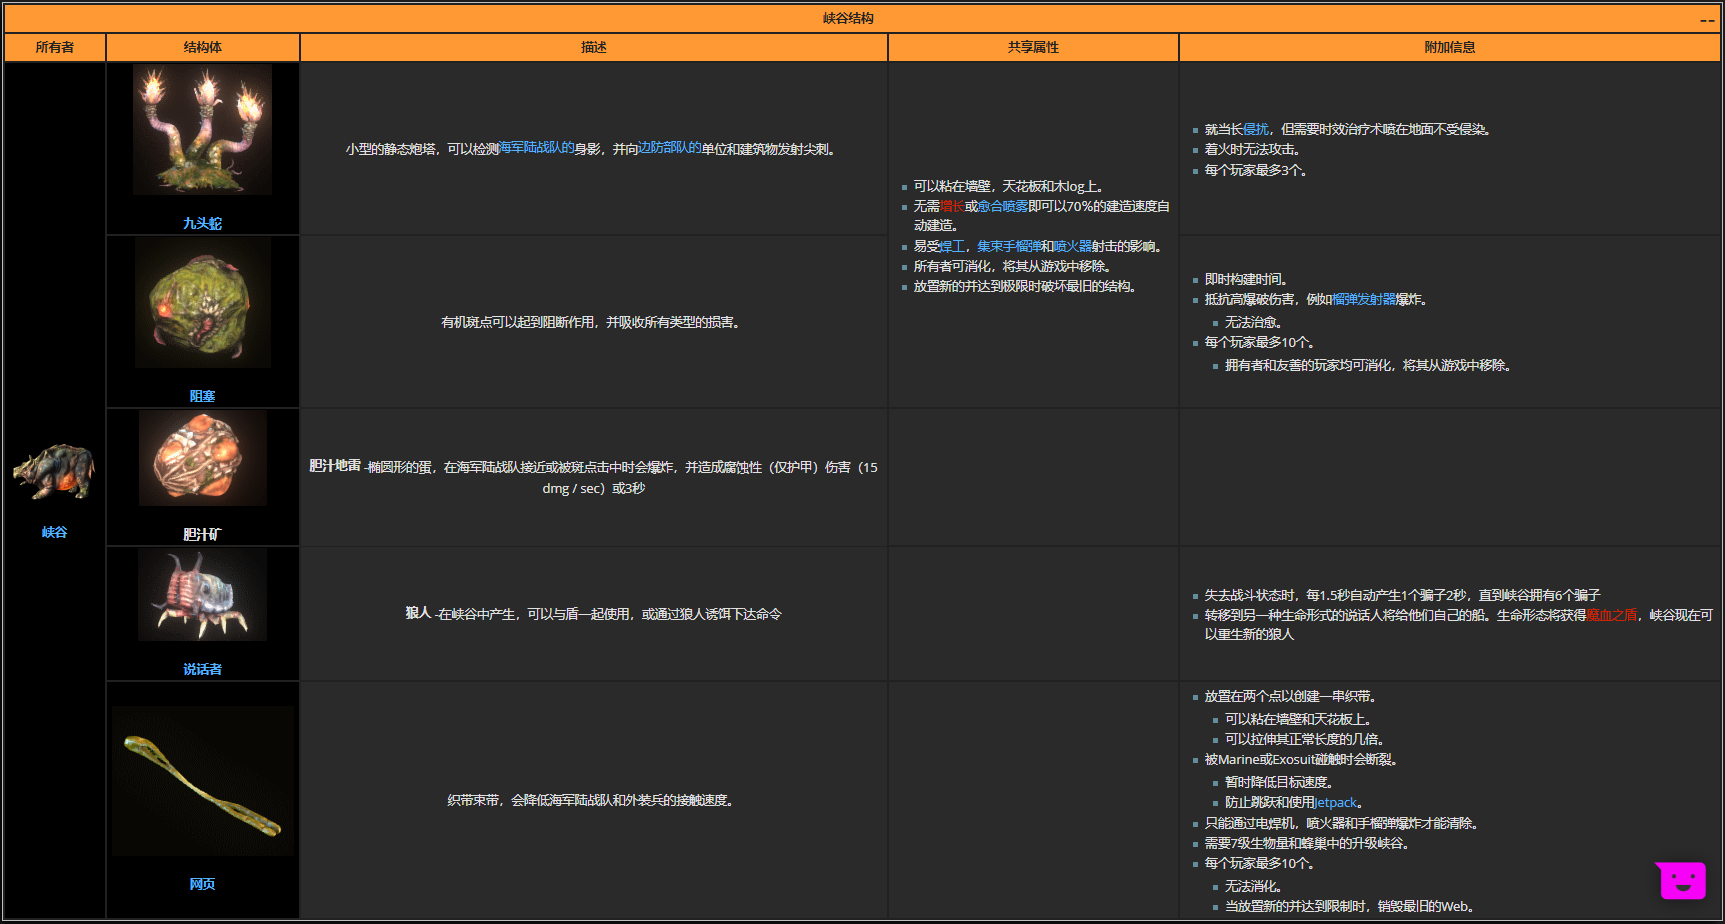 峡谷结构
--
所有者
结构体
描述
共享属性
附加信息
峡谷
九头蛇
小型的静态炮塔，可以检测海军陆战队的身影，并向边防部队的单位和建筑物发射尖刺。
可以粘在墙壁，天花板和木log上。
无需增长或愈合喷雾即可以70%的建造速度自
动建造。
易受焊工，集束手榴弹和喷火器射击的影响。
所有者可消化，将其从游戏中移除。
放置新的并达到极限时破坏最旧的结构。
就当长侵扰，但需要时效治疗术喷在地面不受侵染。
着火时无法攻击。
每个玩家最多3个。
阻塞
有机斑点可以起到阻断作用，并吸收所有类型的损害。
即时构建时间。
抵抗高爆破伤害，例如榴弹发射器爆炸。
无法治愈。
每个玩家最多10个。
拥有者和友善的玩家均可消化，将其从游戏中移除。
胆汁矿
胆汁地雷 -椭圆形的蛋，在海军陆战队接近或被斑点击中时会爆炸，并造成腐蚀性（仅护甲）伤害（15
dmg / sec）或3秒
说话者
狼人 -在峡谷中产生，可以与盾一起使用，或通过狼人诱饵下达命令
失去战斗状态时，每1.5秒自动产生1个骗子2秒，直到峡谷拥有6个骗子
转移到另一种生命形式的说话人将给他们自己的船。生命形态将获得魔血之盾，峡谷现在可
以重生新的狼人
网页
织带束带，会降低海军陆战队和外装兵的接触速度。
放置在两个点以创建一串织带。
可以粘在墙壁和天花板上。
可以拉伸其正常长度的几倍。
被Marine或Exosuit碰触时会断裂。
暂时降低目标速度。
防止跳跃和使用Jetpack。
只能通过电焊机，喷火器和手榴弹爆炸才能清除。
需要7级生物量和蜂巢中的升级峡谷。
每个玩家最多10个。
无法消化。
当放置新的并达到限制时，销毁最旧的Web。